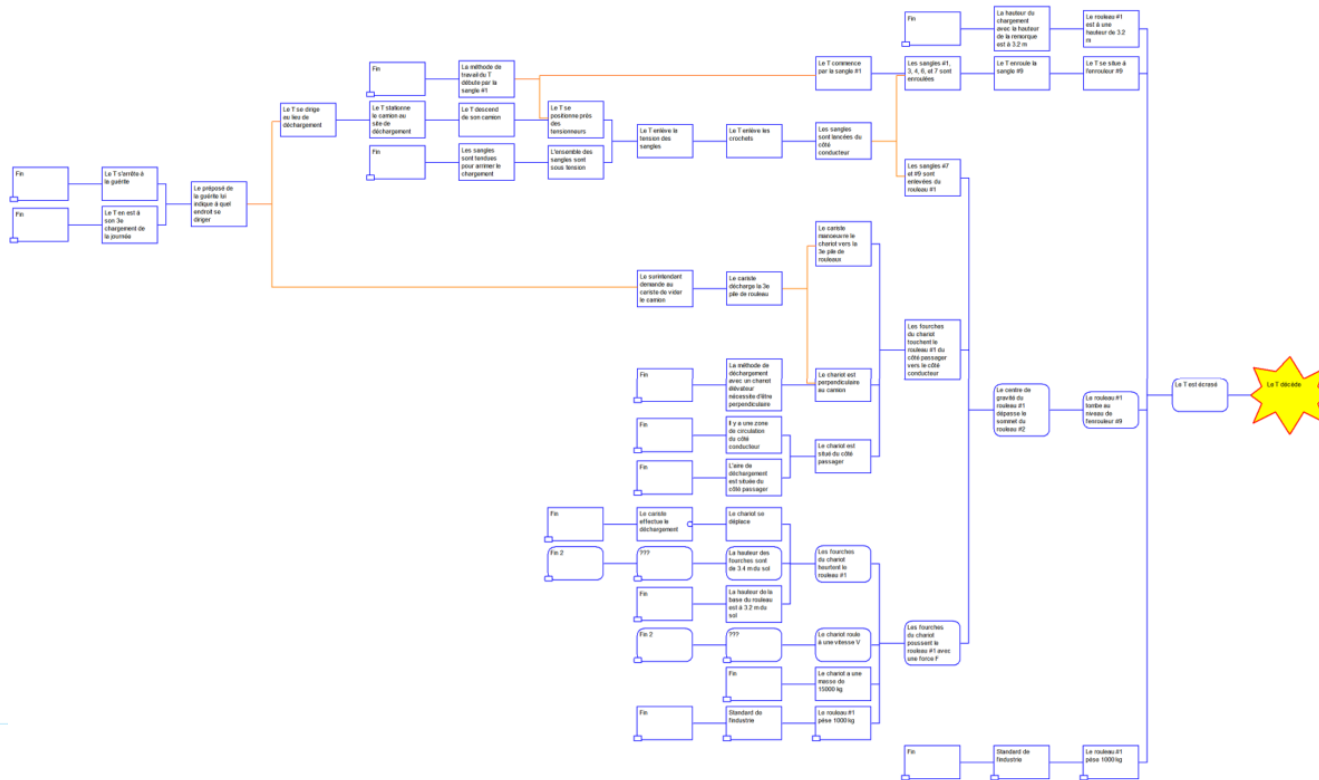 Fin
La hauteur du
chargement
avec la hauteur
de la remorque
est à 3.2 m
Le rouleau #1
est à une
hauteur de 3.2
m
Fin
La méthode de
travail du T
débute par la
sangle #1
Le T commence
par la sangle #1
Les sangles #1,
3, 4, 6, et 7 sont
enroulées
Le T enroule la
sangle #9
Le T se situe à
l'enrouleur #9
Le T se dirige
au lieu de
déchargement
Le T stationne
le camion au
site de
déchargement
Le T descend
de son camion
Le T se
positionne près
des
tensionneurs
Le T enlève la
tension des
sangles
Le T enlève les
crochets
Les sangles
sont lancées du
côté
conducteur
Fin
Les sangles
sont tendues
pour arrimer le
chargement
L'ensemble des
sangles sont
sous tension
Les sangles #7
et #9 sont
enlevées du
rouleau #1
Fin
Le T s'arrête à
la guérite
Le préposé de
la guérite lui
indique à quel
endroit se
diriger
Fin
Le T en est à
son 3e
chargement de
la journée
Le cariste
manoeuvre le
chariot vers la
3e pile de
rouleaux
Le surintendant
demande au
cariste de vider
le camion
Le cariste
décharge la 3e
pile de rouleau
Les fourches
du chariot
touchent le
rouleau #1 du
côté passager
vers le côté
conducteur
Fin
La méthode de
déchargement
avec un chariot
élévateur
nécessite d'être
perpendiculaire
Le chariot est
perpendiculaire
au camion
Le centre de
gravité du
rouleau #1
dépasse le
sommet du
rouleau #2
Le rouleau #1
tombe au
niveau de
l'enrouleur #9
Le T est écrasé
Le T décède
Fin
Il y a une zone
de circulation
du côté
conducteur
Le chariot est
situé du côté
passager
Fin
L'aire de
déchargement
est située du
côté passager
Fin
Le cariste
effectue le
déchargement
Le chariot se
déplace
Fin 2
???
La hauteur des
fourches sont
de 3.4 m du sol
Les fourches
du chariot
heurtent le
rouleau #1
Fin
La hauteur de la
base du rouleau
est à 3.2 m du
sol
Fin 2
???
Le chariot roule
à une vitesse V
Les fourches
du chariot
poussent le
rouleau #1 avec
une force F
Fin
Le chariot a une
masse de
15000 kg
Fin
Standard de
l'industrie
Le rouleau #1
pèse 1000 kg
Fin
Standard de
l'industrie
Le rouleau #1
pèse 1000 kg